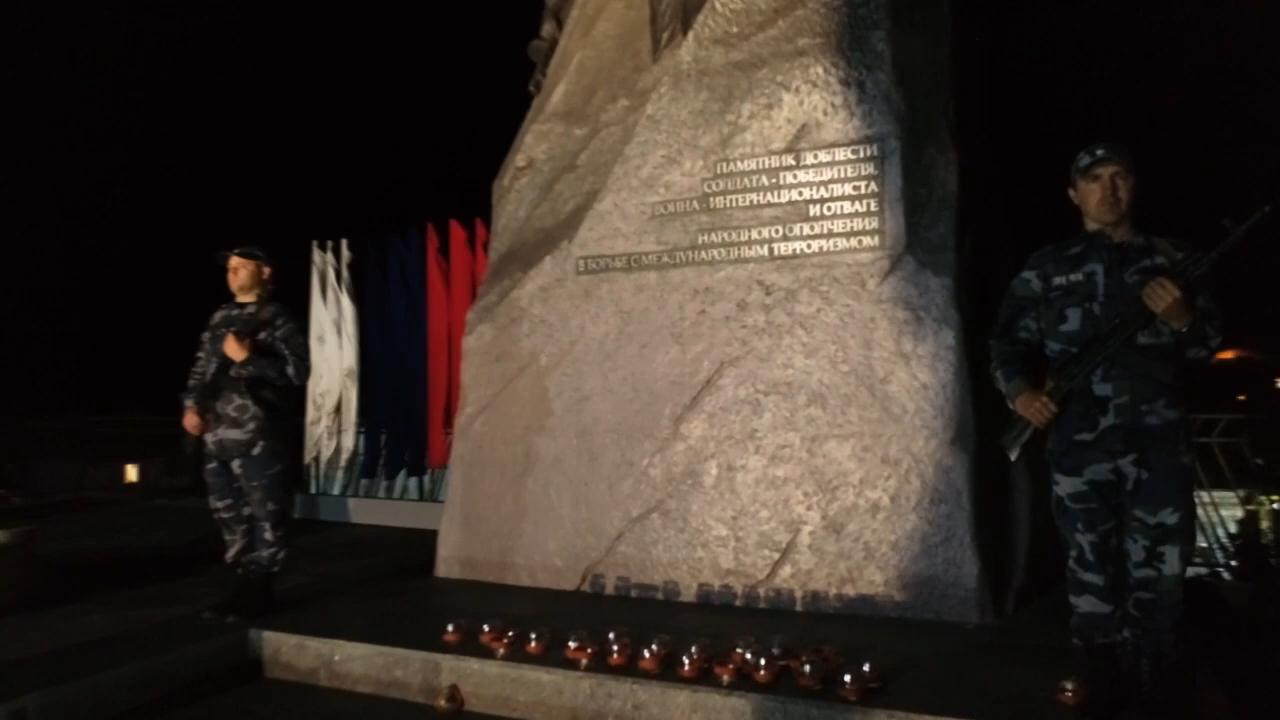 ПАМЯТНИК ДОБЛЕСТИ
СОЛДАТА - ПОБЕДИТЕЛЯ,
ВОИНА - ИНТЕРНАЦИОНАЛИСТА
И ОТВАГЕ
НАРОДНОГО ОПОЛЧЕНИЯ
В БОРЬБЕ С МЕЖДУНАРОДНЫМ ТЕРРОРИЗМОМ